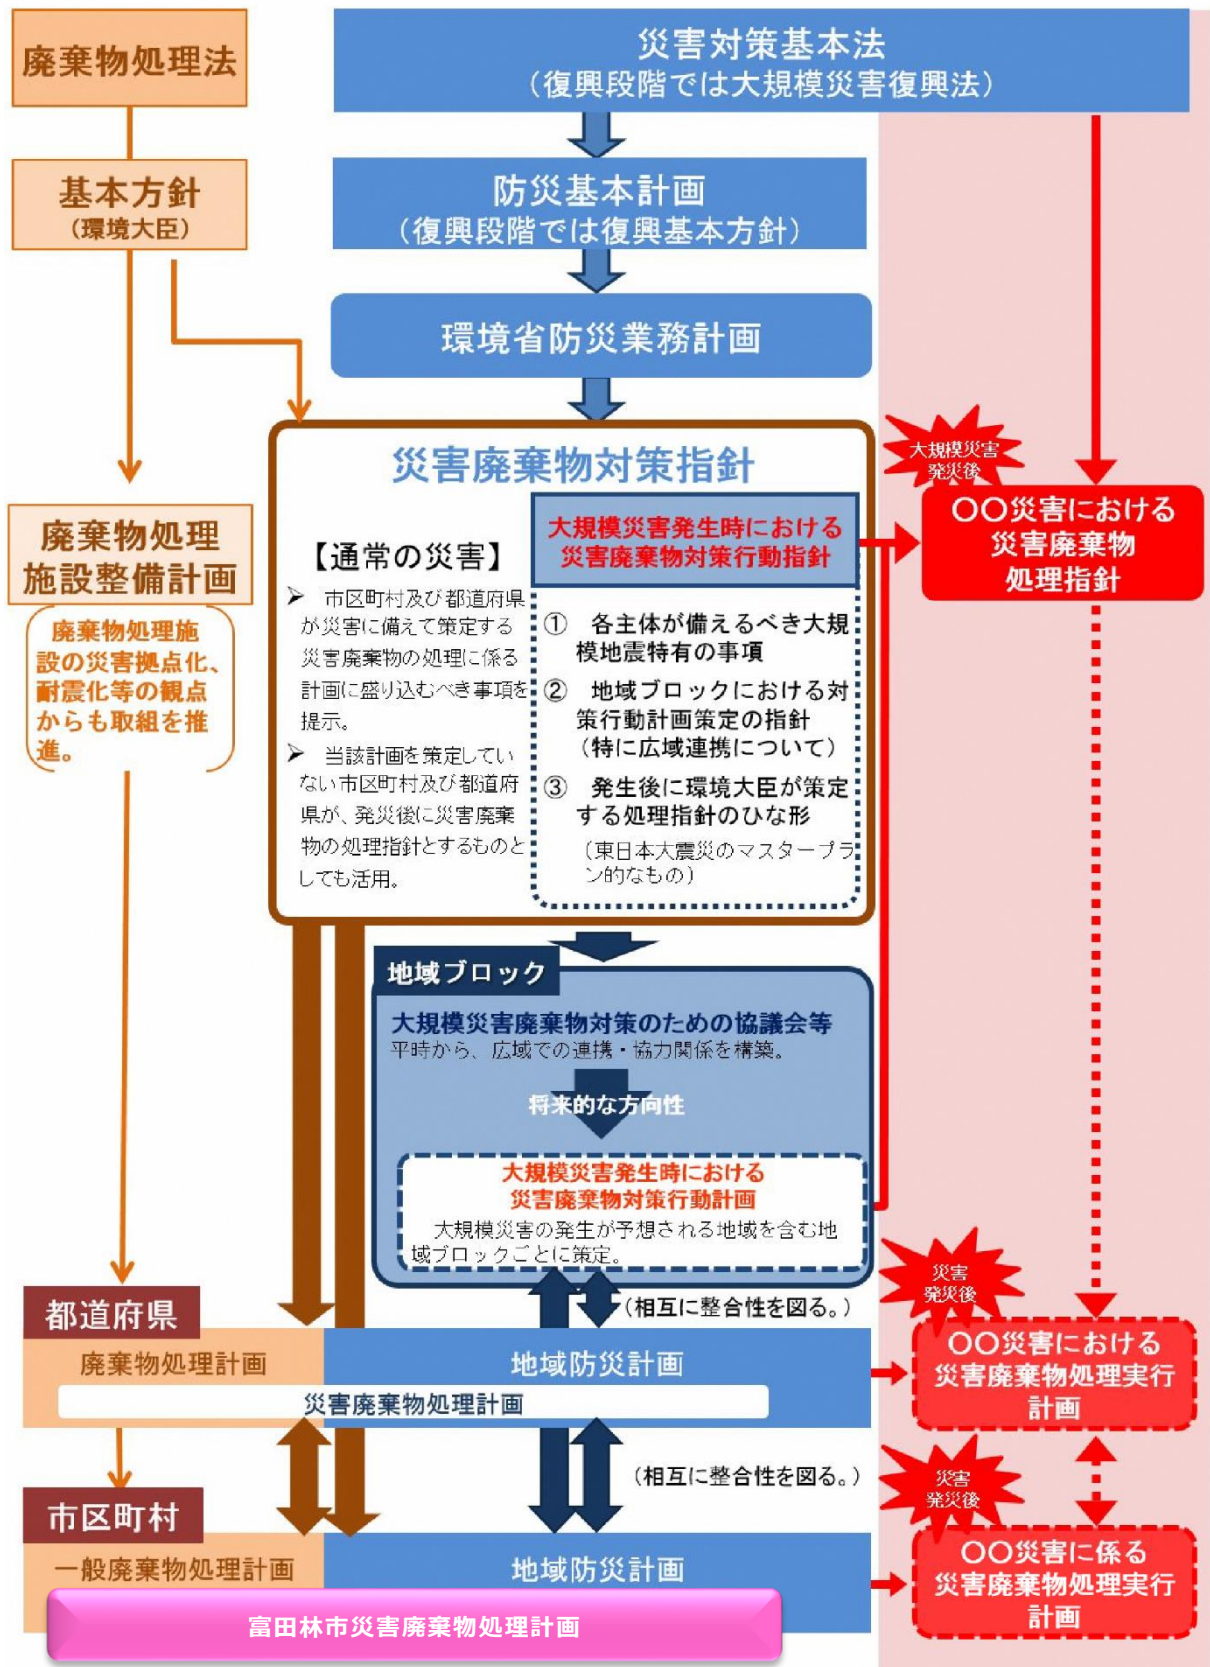 廃棄物処理法
基本方針
(環境大臣)
災害対策基本法
(復興段階では大規模災害復興法)
防災基本計画
(復興段階では復興基本方針)
環境省防災業務計画
廃棄物処理
施設整備計画
廃棄物処理施
設の災害拠点化、
耐震化等の観点
からも取組を推
進。
災害廃棄物対策指針
【通常の災害】
➢ 市区町村及び都道府県
が災害に備えて策定する
災害廃棄物の処理に係る
計画に盛り込むべき事項を
提示。
➢ 当該計画を策定してい
ない市区町村及び都道府
県が、発災後に災害廃棄
物の処理指針とするものと
しても活用。
大規模災害発生時における
災害廃棄物対策行動指針
① 各主体が備えるべき大規
模地震特有の事項
② 地域ブロックにおける対
策行動計画策定の指針
(特に広域連携について)
③ 発生後に環境大臣が策定
する処理指針のひな形
(東日本大震災のマスタープラ
ン的なもの)
大規模災害
発災後
〇〇災害における
災害廃棄物
処理指針
地域ブロック
大規模災害廃棄物対策のための協議会等
平時から、広域での連携・協力関係を構築。
将来的な方向性
大規模災害発生時における
災害廃棄物対策行動計画
大規模災害の発生が予想される地域を含む地
域ブロックごとに策定。
(相互に整合性を図る。)
都道府県
廃棄物処理計画
地域防災計画
災害廃棄物処理計画
災害
発災後
〇〇災害における
災害廃棄物処理実行
計画
(相互に整合性を図る。)
市区町村
一般廃棄物処理計画
地域防災計画
富田林市災害廃棄物処理計画
災害
発災後
〇〇災害に係る
災害廃棄物処理実行
計画